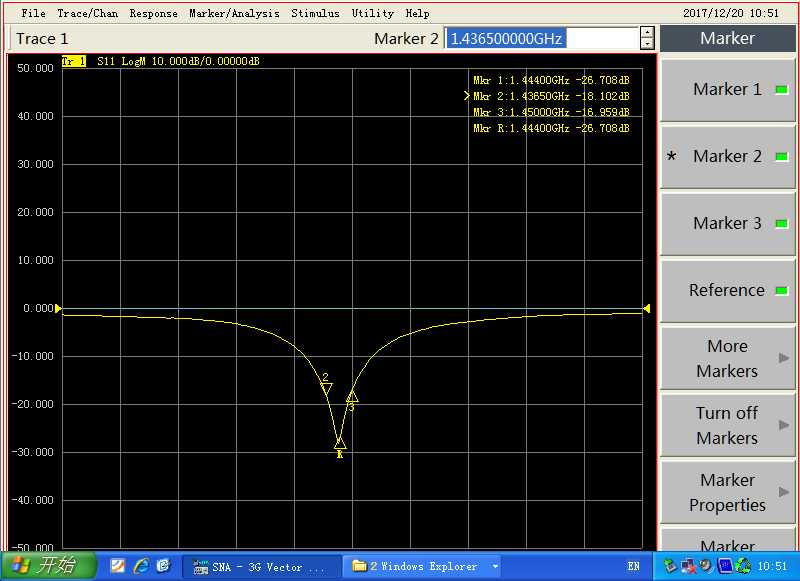 File Trace/Chan Response Marker/Analysis Stimulus Utility Help 2017/12/20 10:51
Trace 1 Marker 2 1.436500000GHz Marker
Tr 1 S11 LogM 10.000dB/0.00000dB
50.000
40.000
30.000
20.000
10.000
0.000
-10.000
-20.000
-30.000
-40.000
-50.000
Mkr 1:1.44400GHz -26.708dB
>Mkr 2:1.43650GHz -18.102dB
Mkr 3:1.45000GHz -16.959dB
Mkr R:1.44400GHz -26.708dB
2
3
R
Marker 1
* Marker 2
Marker 3
Reference
More
Markers
Turn off
Markers
Marker
Properties
Marker
开始 SNA - 3G Vector ... 2 Windows Explorer EN 10:51